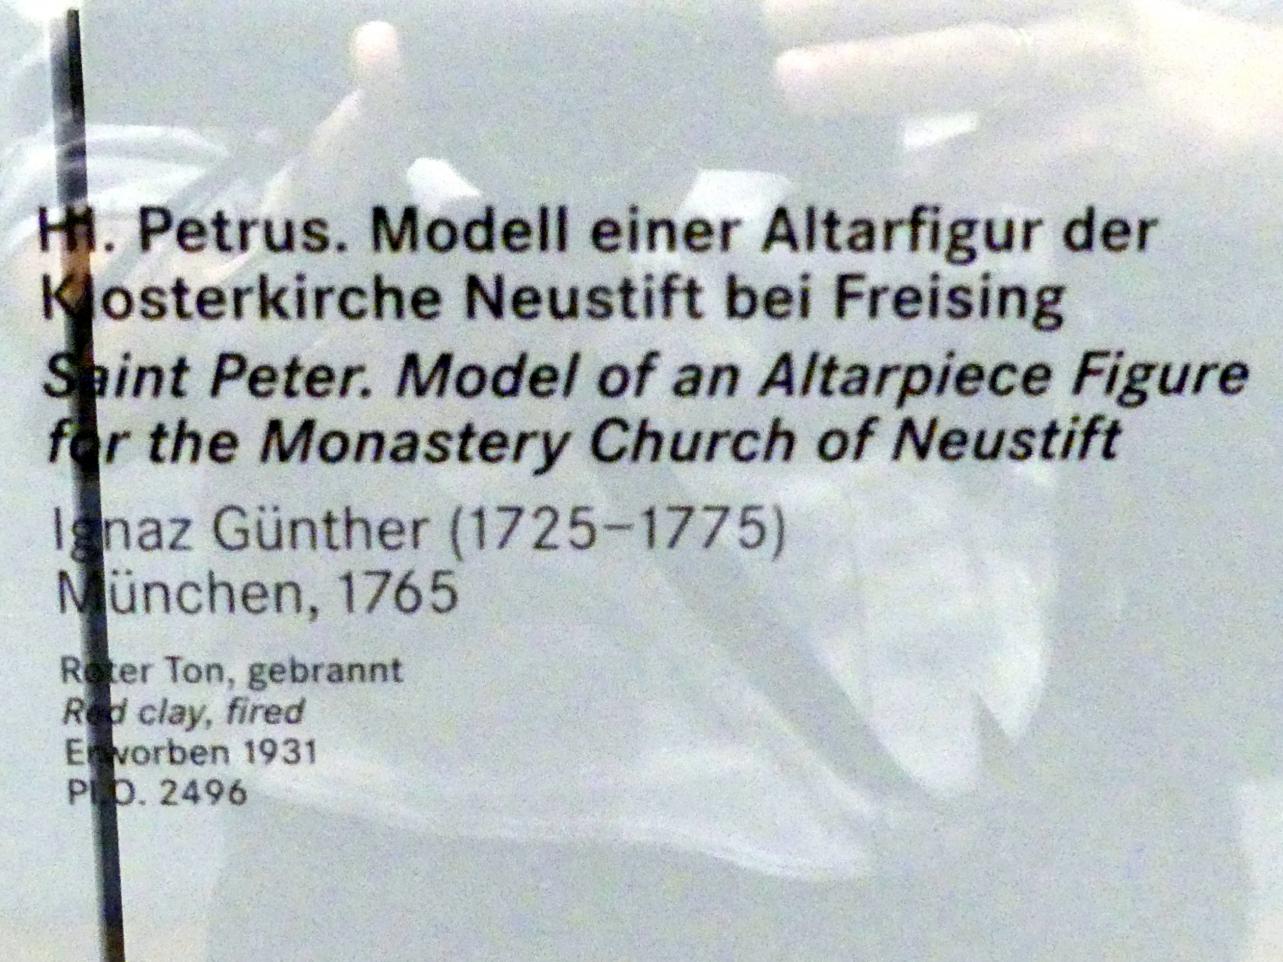 Hl. Petrus. Modell einer Altarfigur der
Klosterkirche Neustift bei Freising
Saint Peter. Model of an Altarpiece Figure
for the Monastery Church of Neustift
Ignaz Günther (1725–1775)
München, 1765
Roter Ton, gebrannt
Red clay, fired
Erworben 1931
Pl.O. 2496